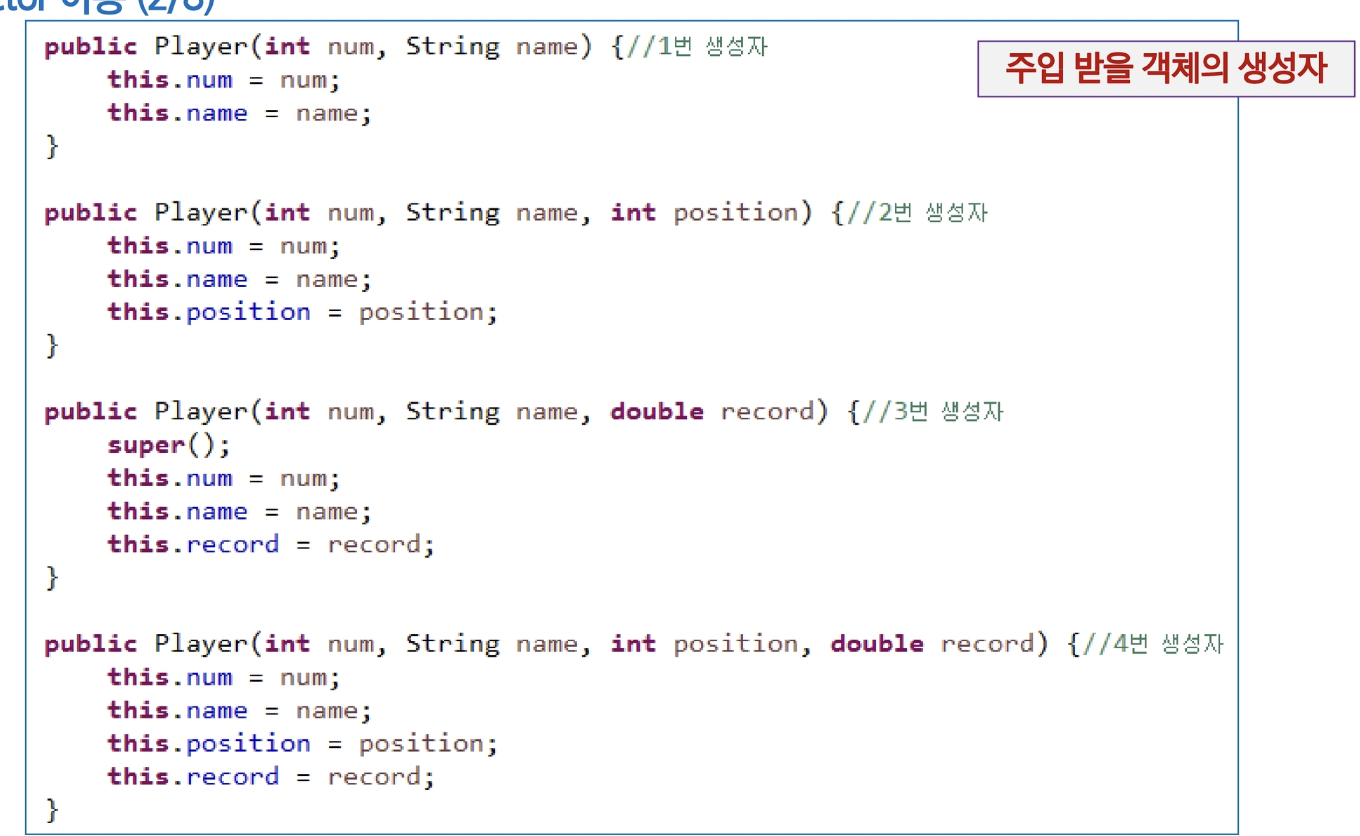 (2/8)
public Player(int num, String name) {//1번 생성자
주입 받을 객체의 생성자
    this.num = num;
    this.name = name;
}
public Player(int num, String name, int position) {//2번 생성자
    this.num = num;
    this.name = name;
    this.position = position;
}
public Player(int num, String name, double record) {//3번 생성자
    super();
    this.num = num;
    this.name = name;
    this.record = record;
}
public Player(int num, String name, int position, double record) {//4번 생성자
    this.num = num;
    this.name = name;
    this.position = position;
    this.record = record;
}